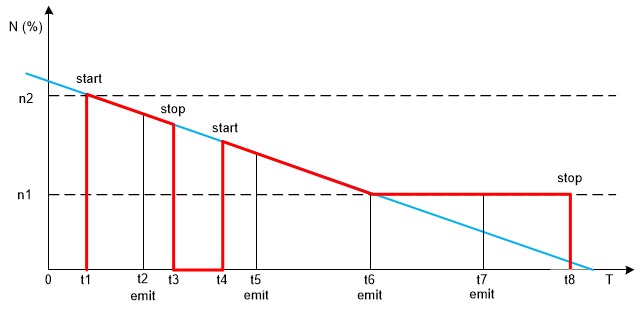 N (%)
start
n2
stop
start
stop
n1
0 t1 t2 t3 t4 t5 t6 t7 t8 T
emit emit emit emit